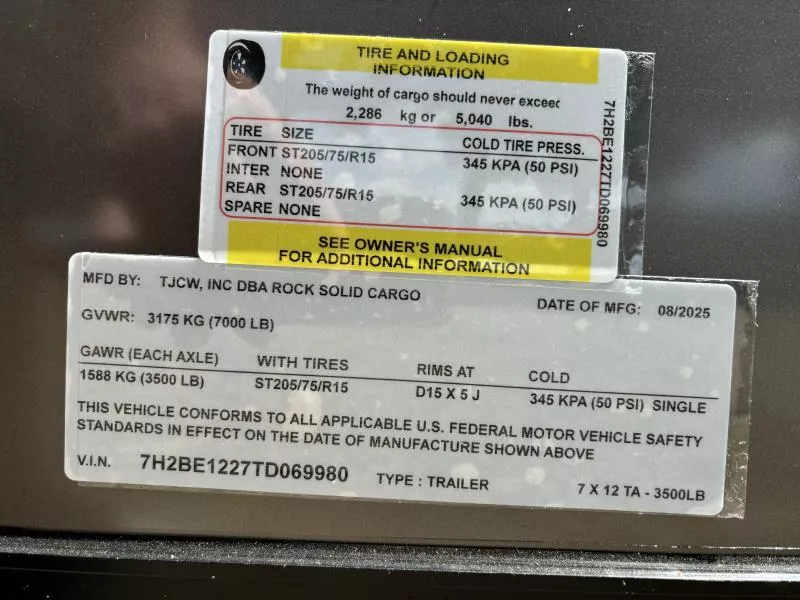 TIRE AND LOADING
INFORMATION
The weight of cargo should never exceed
2,286 kg or 5,040 lbs.
TIRE SIZE COLD TIRE PRESS.
FRONT ST205/75/R15 345 KPA (50 PSI)
INTER NONE
REAR ST205/75/R15 345 KPA (50 PSI)
SPARE NONE
7H2BE1227TD069980
SEE OWNER'S MANUAL
FOR ADDITIONAL INFORMATION
MFD BY: TJCW, INC DBA ROCK SOLID CARGO DATE OF MFG: 08/2025
GVWR: 3175 KG (7000 LB)
GAWR (EACH AXLE) WITH TIRES RIMS AT COLD
1588 KG (3500 LB) ST205/75/R15 D15 X 5 J 345 KPA (50 PSI) SINGLE
THIS VEHICLE CONFORMS TO ALL APPLICABLE U.S. FEDERAL MOTOR VEHICLE SAFETY
STANDARDS IN EFFECT ON THE DATE OF MANUFACTURE SHOWN ABOVE
V.I.N. 7H2BE1227TD069980 TYPE : TRAILER 7 X 12 TA - 3500LB